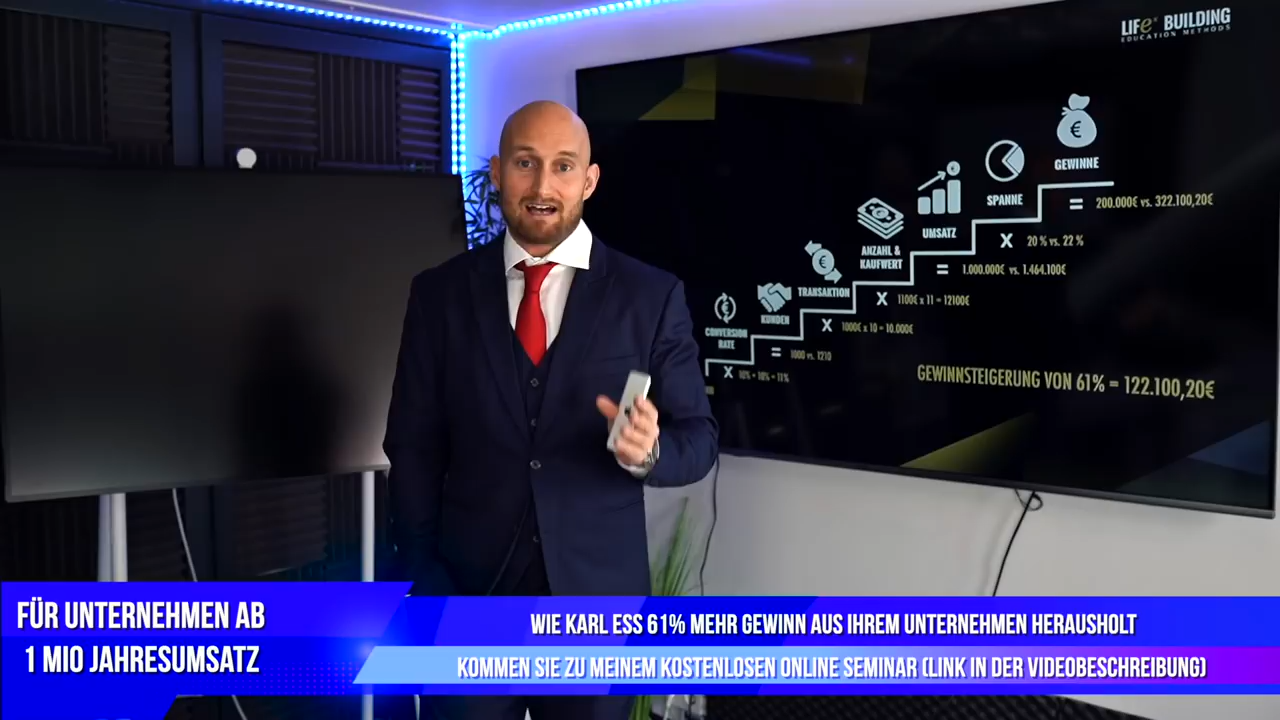 LIFe BUILDING
EDUCATION METHODS
GEWINNE
= 200.000€ vs. 322.100,20€
SPANNE
X 20 % vs. 22 %
UMSATZ
= 1.000.000€ vs. 1.464.100€
ANZAHL &
KAUFWERT
X 1100€ x 11 = 12100€
TRANSAKTION
X 1000€ x 10 = 10.000€
KUNDEN
= 1000 vs. 1210
CONVERSION
RATE
X 10% + 10% = 11%
GEWINNSTEIGERUNG VON 61% = 122.100,20€
FÜR UNTERNEHMEN AB
1 MIO JAHRESUMSATZ
WIE KARL ESS 61% MEHR GEWINN AUS IHREM UNTERNEHMEN HERAUSHOLT
KOMMEN SIE ZU MEINEM KOSTENLOSEN ONLINE SEMINAR (LINK IN DER VIDEOBESCHREIBUNG)